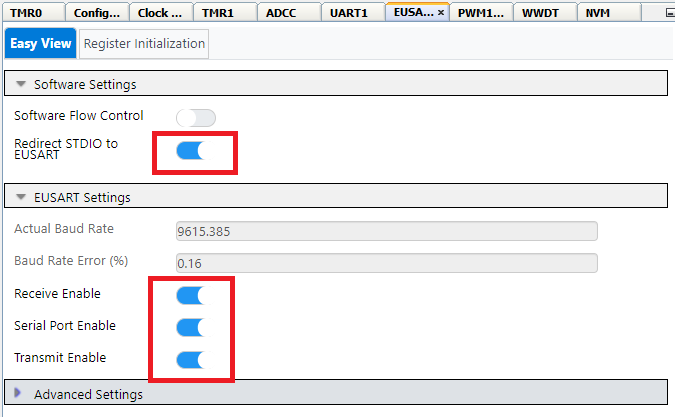 TMR0 Config... Clock ... TMR1 ADCC UART1 EUSA... × PWM1... WWDT NVM
Easy View Register Initialization
Software Settings
Software Flow Control
Redirect STDIO to
EUSART
EUSART Settings
Actual Baud Rate 9615.385
Baud Rate Error (%) 0.16
Receive Enable
Serial Port Enable
Transmit Enable
Advanced Settings